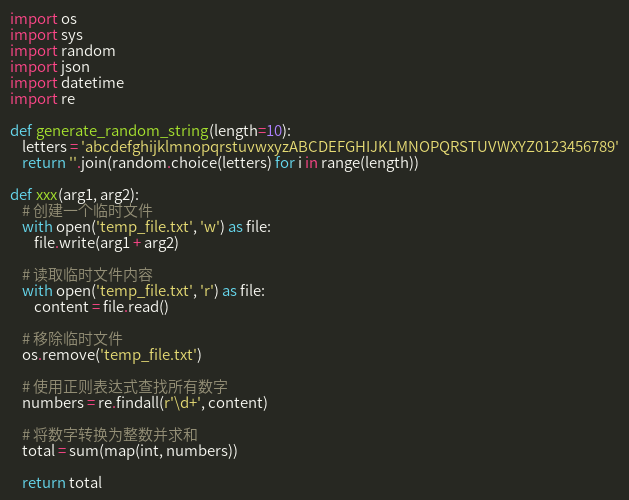 import os
import sys
import random
import json
import datetime
import re

def generate_random_string(length=10):
    letters = 'abcdefghijklmnopqrstuvwxyzABCDEFGHIJKLMNOPQRSTUVWXYZ0123456789'
    return ''.join(random.choice(letters) for i in range(length))

def xxx(arg1, arg2):
    # 创建一个临时文件
    with open('temp_file.txt', 'w') as file:
        file.write(arg1 + arg2)

    # 读取临时文件内容
    with open('temp_file.txt', 'r') as file:
        content = file.read()

    # 移除临时文件
    os.remove('temp_file.txt')

    # 使用正则表达式查找所有数字
    numbers = re.findall(r'\d+', content)

    # 将数字转换为整数并求和
    total = sum(map(int, numbers))

    return total